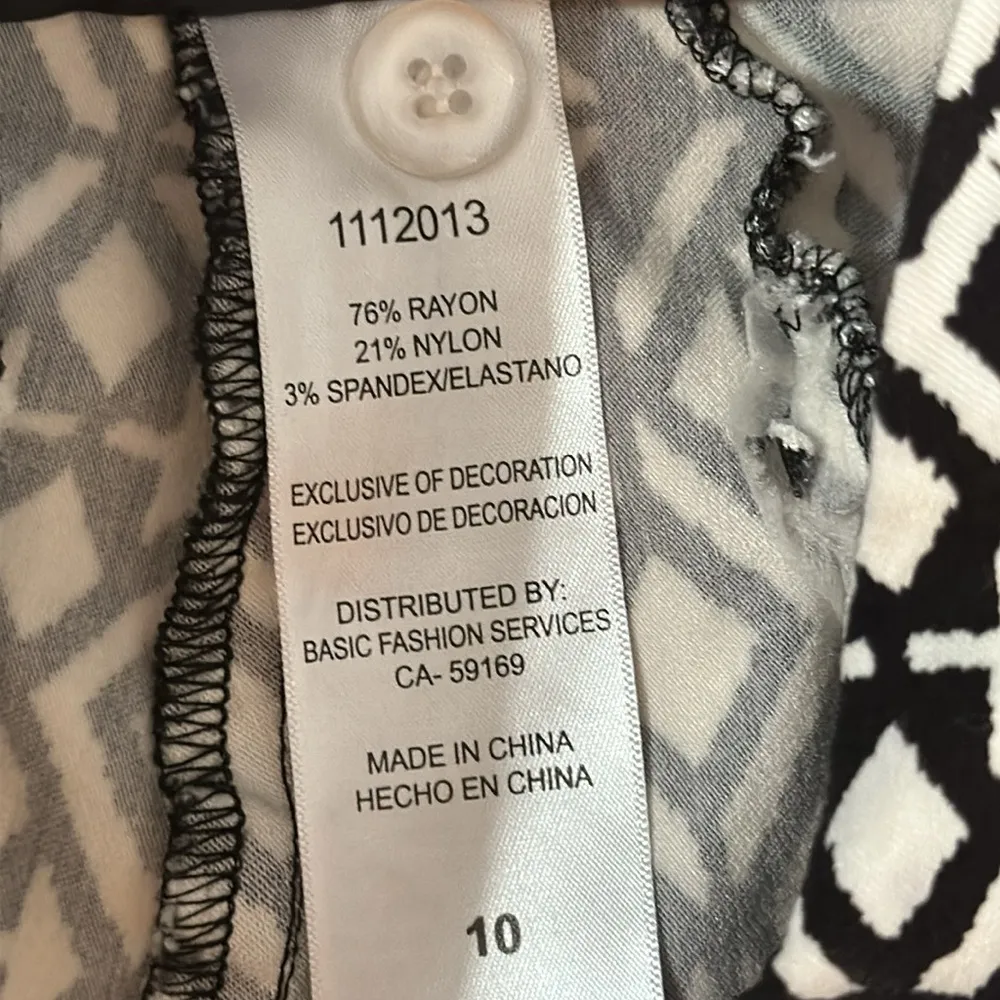 1112013
76% RAYON
21% NYLON
3% SPANDEX/ELASTANO
EXCLUSIVE OF DECORATION
EXCLUSIVO DE DECORACION
DISTRIBUTED BY:
BASIC FASHION SERVICES
CA- 59169
MADE IN CHINA
HECHO EN CHINA
10